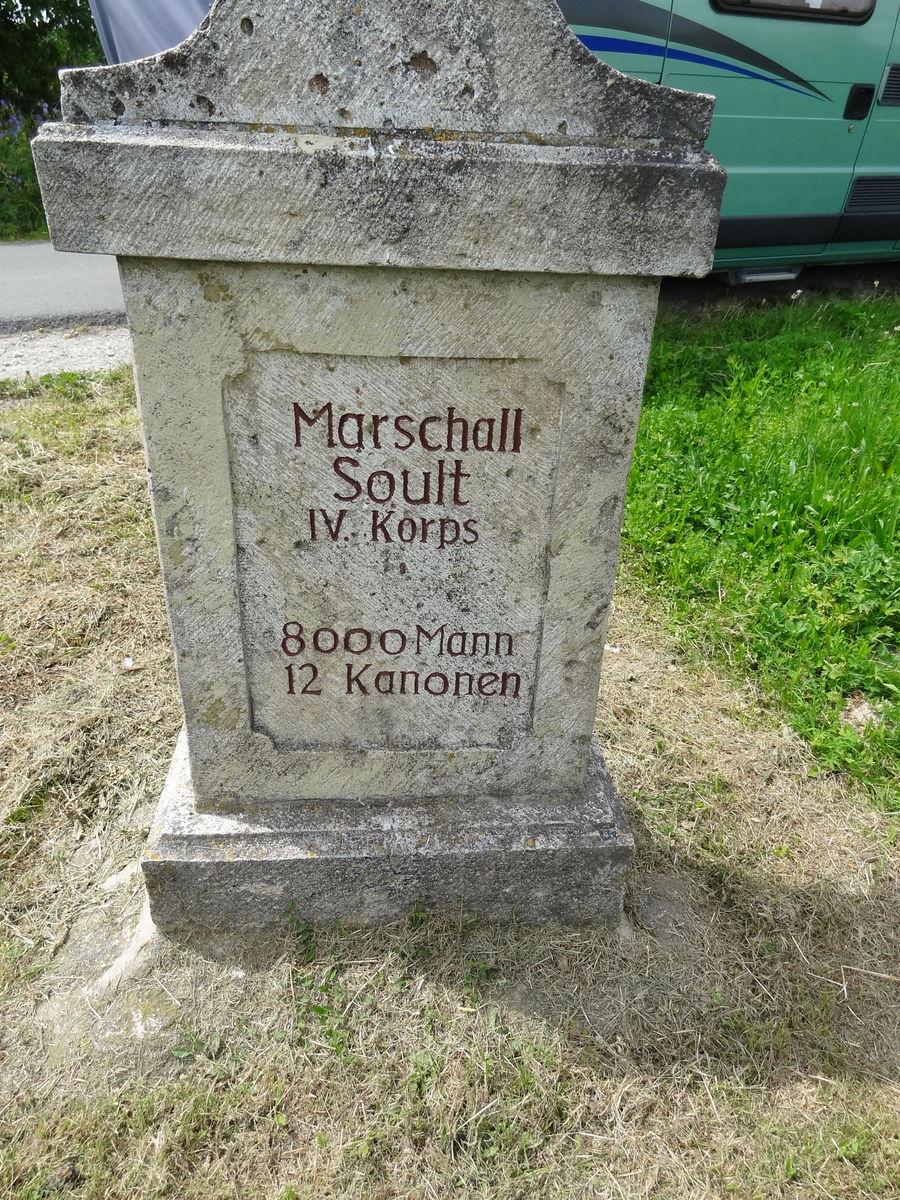 Marschall
Soult
IV. Korps
8000 Mann
12 Kanonen